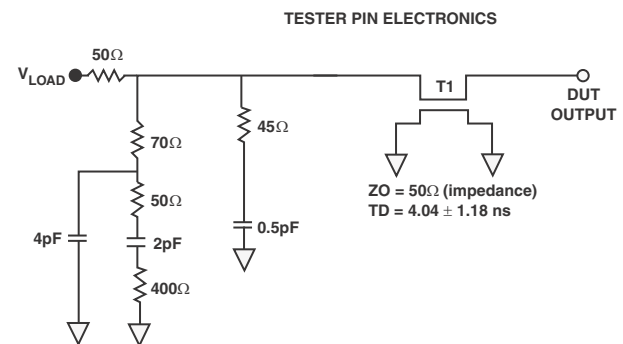 TESTER PIN ELECTRONICS
50Ω
V_LOAD
T1
DUT
OUTPUT
70Ω
45Ω
50Ω
ZO = 50Ω (impedance)
TD = 4.04 ± 1.18 ns
4pF
2pF
0.5pF
400Ω